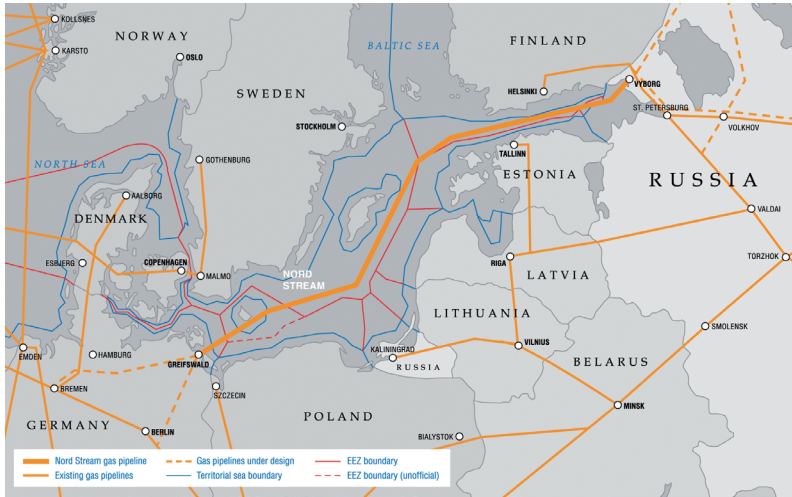 KOLLSNES
NORWAY
FINLAND
BALTIC SEA
KARSTO
OSLO
VYBORG
HELSINKI
SWEDEN
ST. PETERSBURG
STOCKHOLM
VOLKHOV
TALLINN
NORTH SEA
GOTHENBURG
ESTONIA
RUSSIA
AALBORG
VALDAI
DENMARK
ESBJERG
COPENHAGEN
RIGA
TORZHOK
MALMO
NORD
STREAM
LATVIA
LITHUANIA
SMOLENSK
VILNIUS
KALININGRAD
EMDEN
HAMBURG
GREIFSWALD
RUSSIA
BELARUS
BREMEN
SZCZECIN
MINSK
GERMANY
BERLIN
POLAND
BIALYSTOK
Nord Stream gas pipeline
Gas pipelines under design
EEZ boundary
Existing gas pipelines
Territorial sea boundary
EEZ boundary (unofficial)